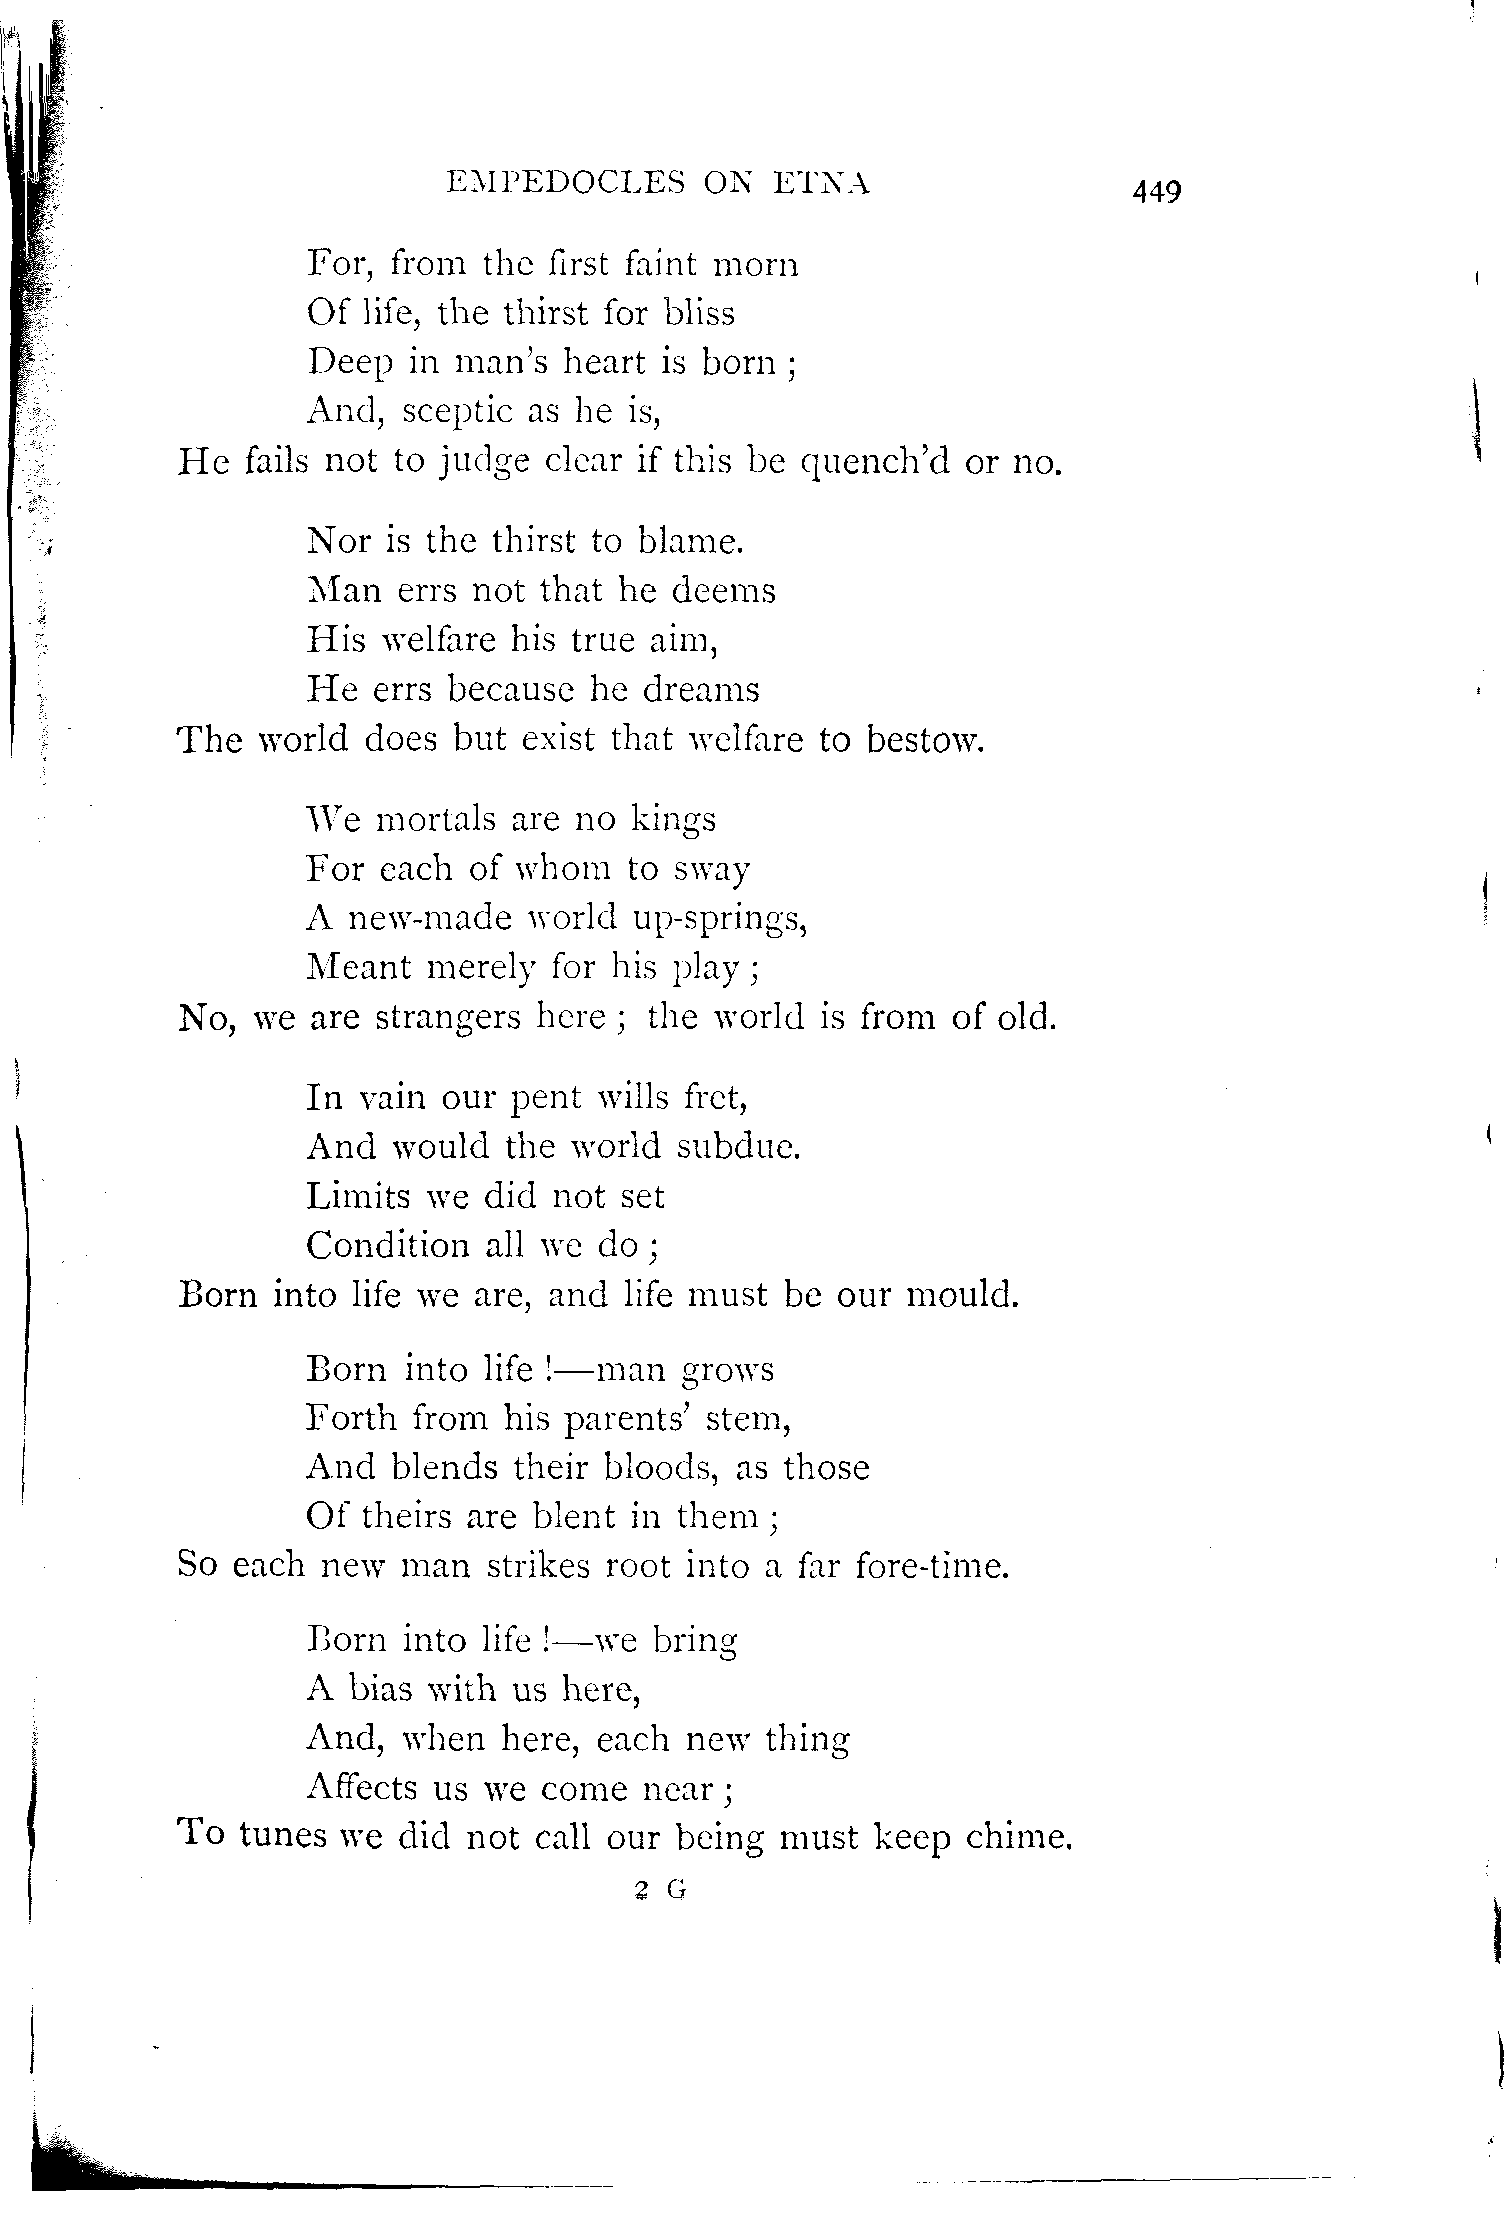 EMPEDOCLES ON ETNA 449
For, from the first faint morn
Of life, the thirst for bliss
Deep in man's heart is born ;
And, sceptic as he is,
He fails not to judge clear if this be quench'd or no.
Nor is the thirst to blame.
Man errs not that he deems
His welfare his true aim,
He errs because he dreams
The world does but exist that welfare to bestow.
We mortals are no kings
For each of whom to sway
A new-made world up-springs,
Meant merely for his play ;
No, we are strangers here ; the world is from of old.
In vain our pent wills fret,
And would the world subdue.
Limits we did not set
Condition all we do ;
Born into life we are, and life must be our mould.
Born into life !—man grows
Forth from his parents' stem,
And blends their bloods, as those
Of theirs are blent in them ;
So each new man strikes root into a far fore-time.
Born into life !—we bring
A bias with us here,
And, when here, each new thing
Affects us we come near ;
To tunes we did not call our being must keep chime.
2 G